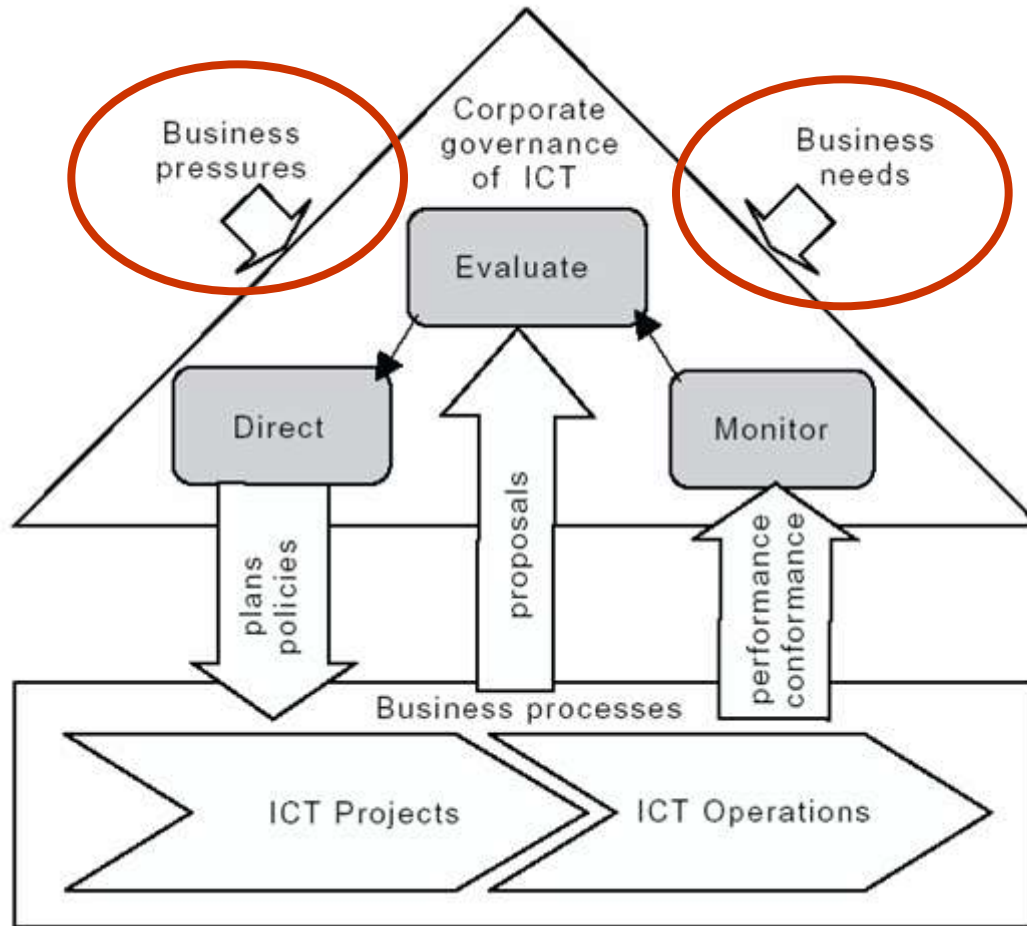 Corporate
governance
of ICT
Business
pressures
Business
needs
Evaluate
Direct
Monitor
plans
policies
proposals
performance
conformance
Business processes
ICT Projects
ICT Operations